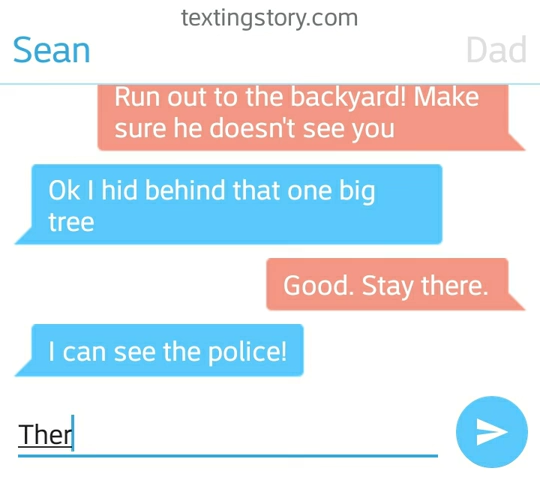 textingstory.com
Sean
Dad
Run out to the backyard! Make
sure he doesn't see you
Ok I hid behind that one big
tree
Good. Stay there.
I can see the police!
Ther